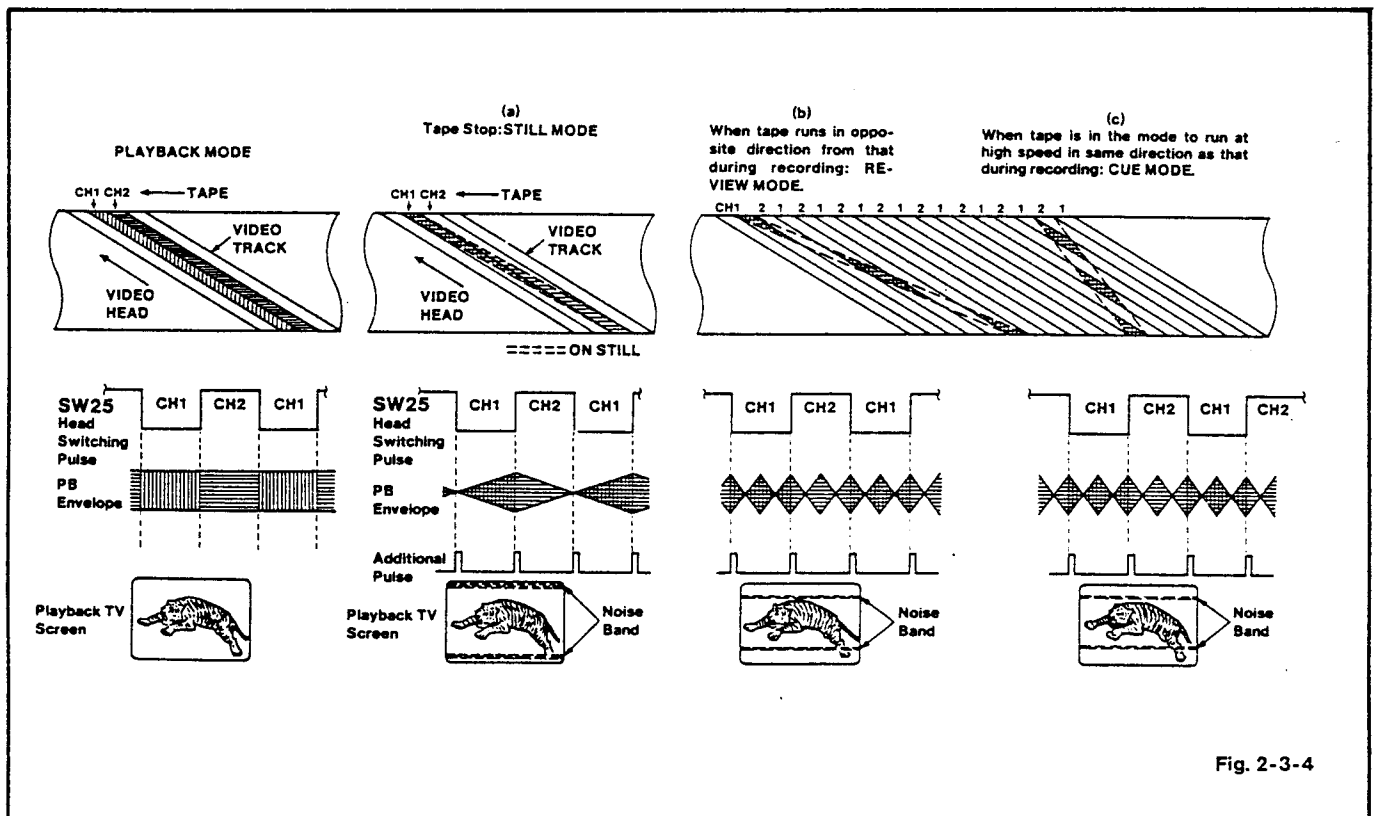 PLAYBACK MODE
CH1 CH2 TAPE
VIDEO
TRACK
VIDEO
HEAD
SW25
Head
Switching
Pulse
CH1 CH2 CH1
PB
Envelope
Playback TV
Screen
(a)
Tape Stop:STILL MODE
CH1 CH2 TAPE
VIDEO
TRACK
VIDEO
HEAD
=====ON STILL
SW25
Head
Switching
Pulse
CH1 CH2 CH1
PB
Envelope
Additional
Pulse
Playback TV
Screen
Noise
Band
(b)
When tape runs in oppo-
site direction from that
during recording: RE-
VIEW MODE.
CH1 2 1 2 1 2 1 2 1 2 1 2 1 2 1 2 1
CH1 CH2 CH1
Noise
Band
(c)
When tape is in the mode to run at
high speed in same direction as that
during recording: CUE MODE.
CH1 CH2 CH1 CH2
Noise
Band
Fig. 2-3-4